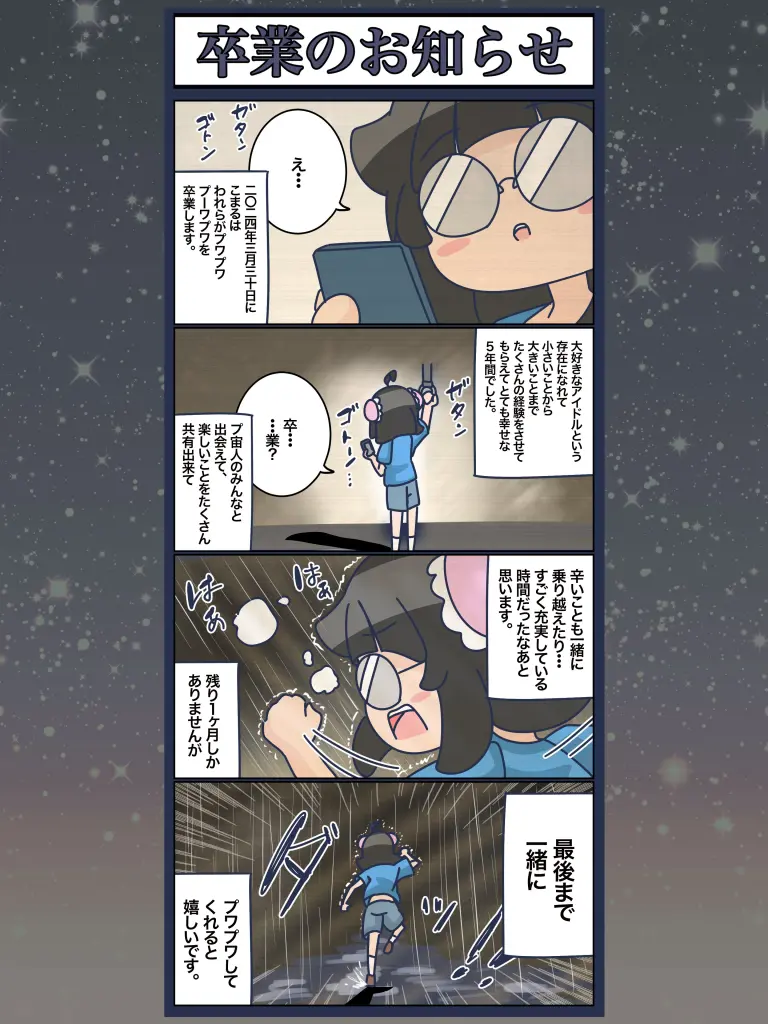 卒業のお知らせ
ガタン
ゴトン
え…
二〇二四年三月三十日に
こまるは
われらがプワプワ
プーワプワを
卒業します。
大好きなアイドルという
存在になれて
小さいことから
大きいことまで
たくさんの経験をさせて
もらえてとても幸せな
５年間でした。
ガタン
ゴトーン…
卒…
…業？
プ宙人のみんなと
出会えて、
楽しいことをたくさん
共有出来て
辛いことも一緒に
乗り越えたり…
すごく充実している
時間だったなあと
思います。
はぁ
はぁ
残り１ヶ月しか
ありませんが
最後まで
一緒に
ダッ
!!
プワプワして
くれると
嬉しいです。